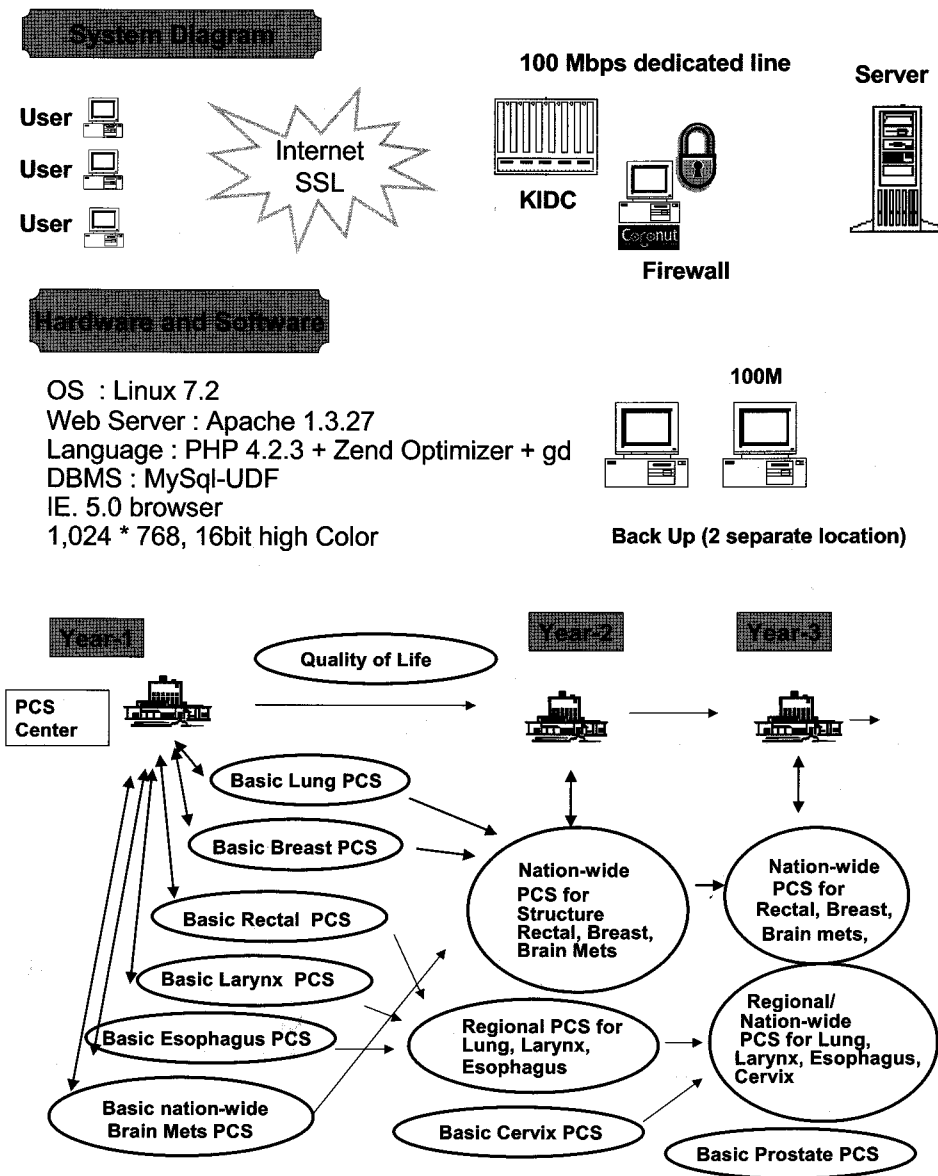 System Diagram
100 Mbps dedicated line
Server
User
User
User
Internet
SSL
KIDC
Firewall
Hardware and Software
OS : Linux 7.2
Web Server : Apache 1.3.27
Language : PHP 4.2.3 + Zend Optimizer + gd
DBMS : MySql-UDF
IE. 5.0 browser
1,024 * 768, 16bit high Color
100M
Back Up (2 separate location)
Year-1
Year-2
Year-3
Quality of Life
PCS
Center
Basic Lung PCS
Basic Breast PCS
Basic Rectal PCS
Basic Larynx PCS
Basic Esophagus PCS
Basic nation-wide
Brain Mets PCS
Nation-wide
PCS for
Structure
Rectal, Breast,
Brain Mets
Regional PCS for
Lung, Larynx,
Esophagus
Basic Cervix PCS
Nation-wide
PCS for
Rectal, Breast,
Brain mets,
Regional/
Nation-wide
PCS for Lung,
Larynx, Esophagus,
Cervix
Basic Prostate PCS